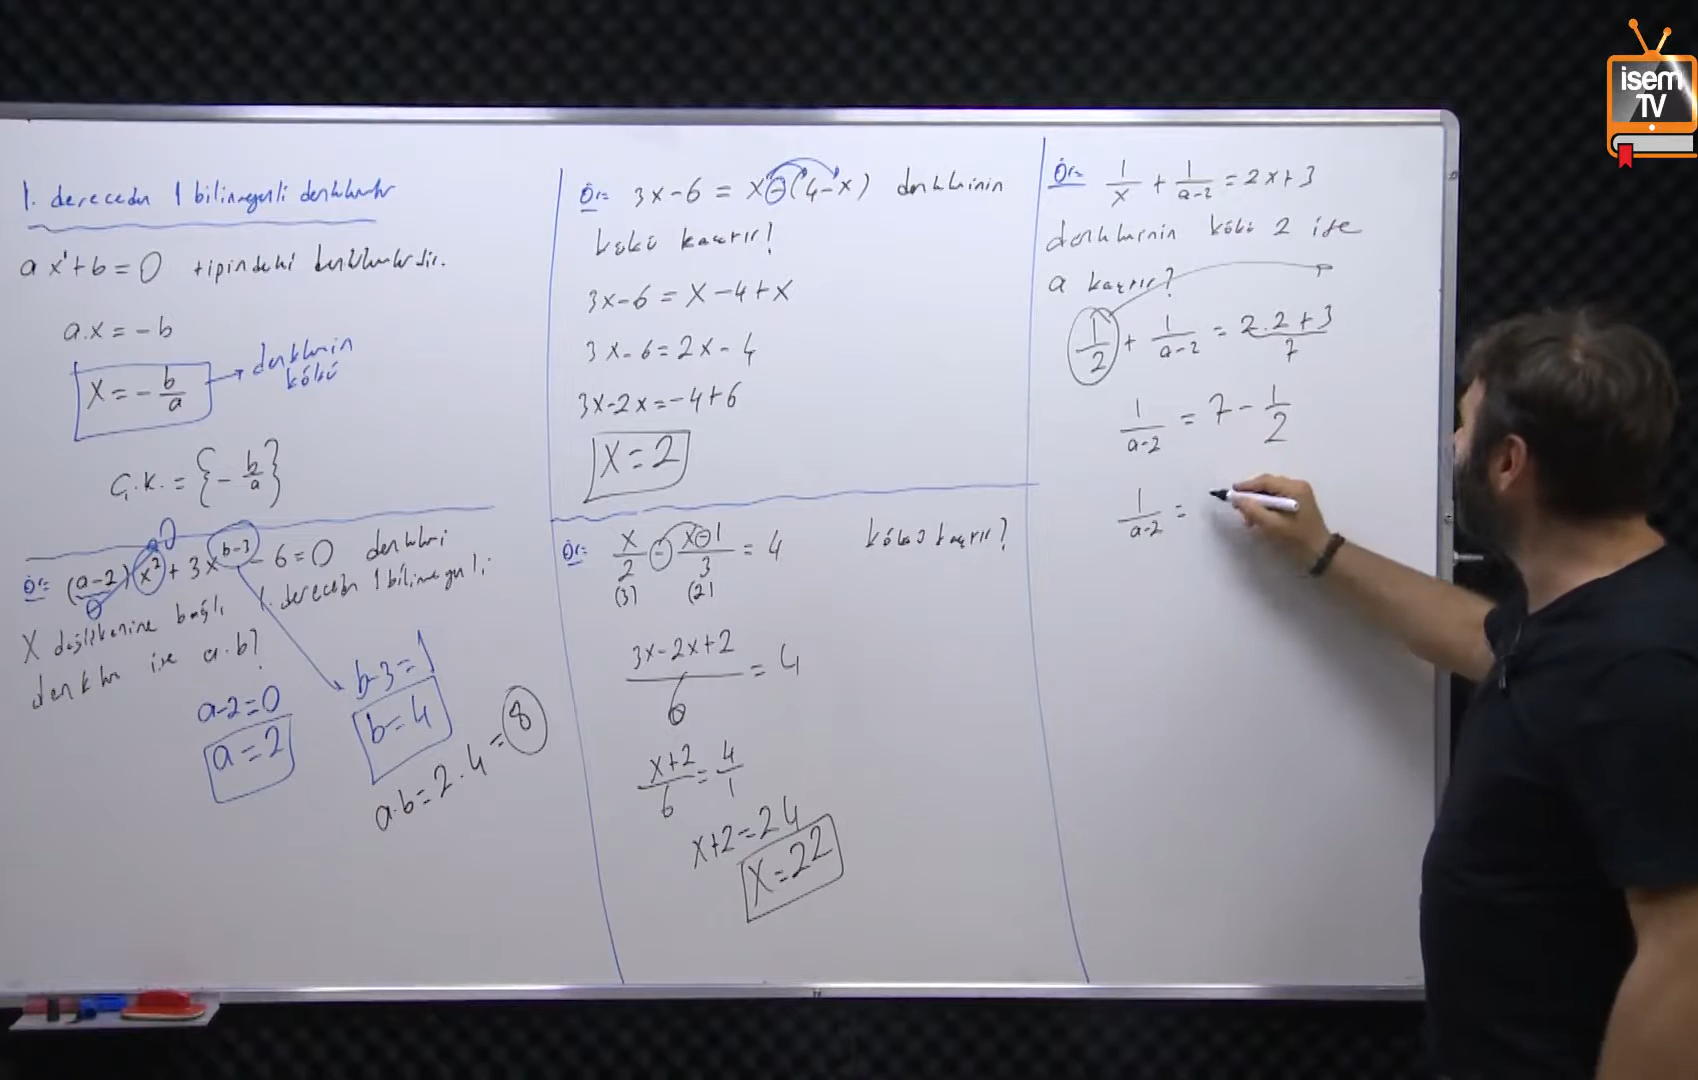 1. dereceden 1 bilinmeyenli denklemler
a x¹ + b = 0 tipindeki denklemlerdir.
a.x = -b
x = - b/a → denklemin kökü
Ç.K. = {- b/a}
Ör: (a-2) x² + 3x^(b-3) - 6 = 0 denklemi
0
0
x değişkenine bağlı 1. dereceden 1 bilinmeyenli
denklem ise a.b?
a-2=0
a=2
b-3=1
b=4
a.b=2.4=8
Ör: 3x-6 = x-(4-x) denkleminin
kökü kaçtır?
3x-6 = x-4+x
3x-6=2x-4
3x-2x=-4+6
x=2
Ör: x/2 - (x-1)/3 = 4 kökü kaçtır?
(3) (2)
(3x-2x+2)/6 = 4
(x+2)/6 = 4/1
x+2=24
x=22
Ör: 1/x + 1/(a-2) = 2x+3
denkleminin kökü 2 ise
a kaçtır?
1/2 + 1/(a-2) = 2.2+3
7
1/(a-2) = 7 - 1/2
1/(a-2) =
isem
TV